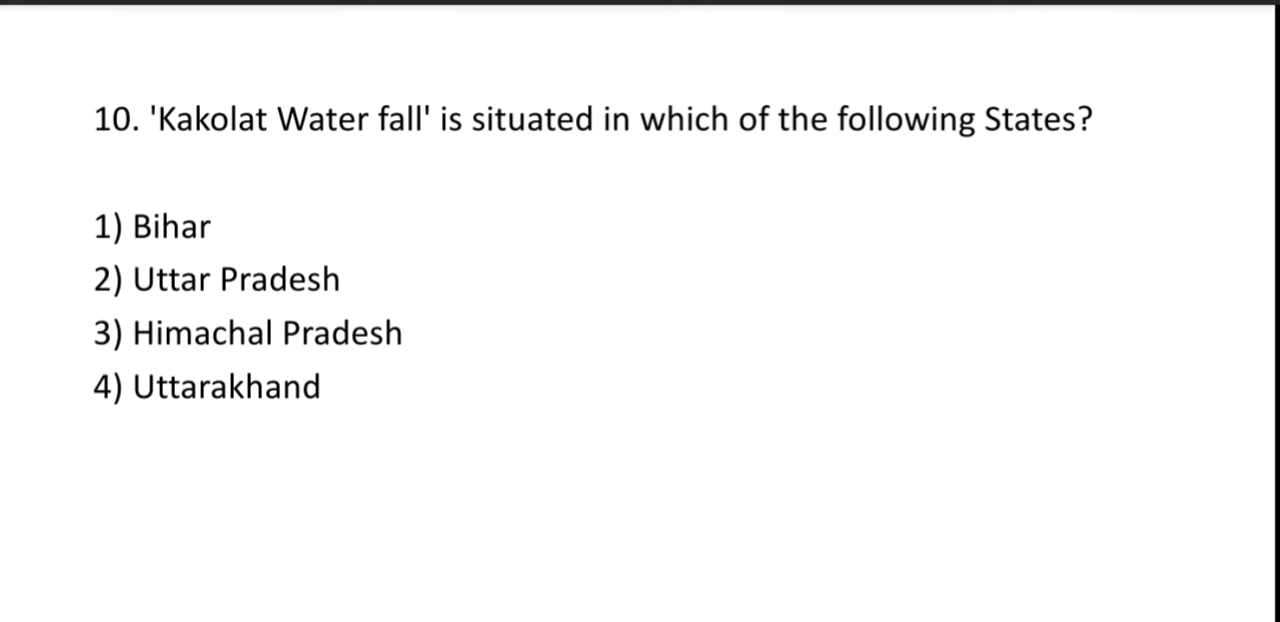 10. 'Kakolat Water fall' is situated in which of the following States?
1) Bihar
2) Uttar Pradesh
3) Himachal Pradesh
4) Uttarakhand